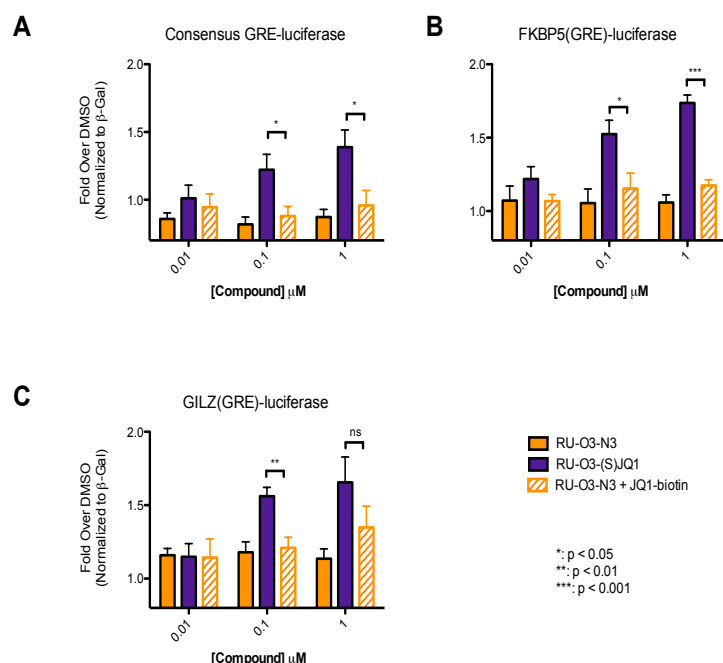 A
Consensus GRE-luciferase
Fold Over DMSO
(Normalized to β-Gal)
2.0
1.5
1.0
*
*
0.01
0.1
1
[Compound] μM
B
FKBP5(GRE)-luciferase
2.0
1.5
1.0
*
***
0.01
0.1
1
[Compound] μM
C
GILZ(GRE)-luciferase
Fold Over DMSO
(Normalized to β-Gal)
2.0
1.5
1.0
**
ns
0.01
0.1
1
[Compound] μM
RU-O3-N3
RU-O3-(S)JQ1
RU-O3-N3 + JQ1-biotin
*: p < 0.05
**: p < 0.01
***: p < 0.001